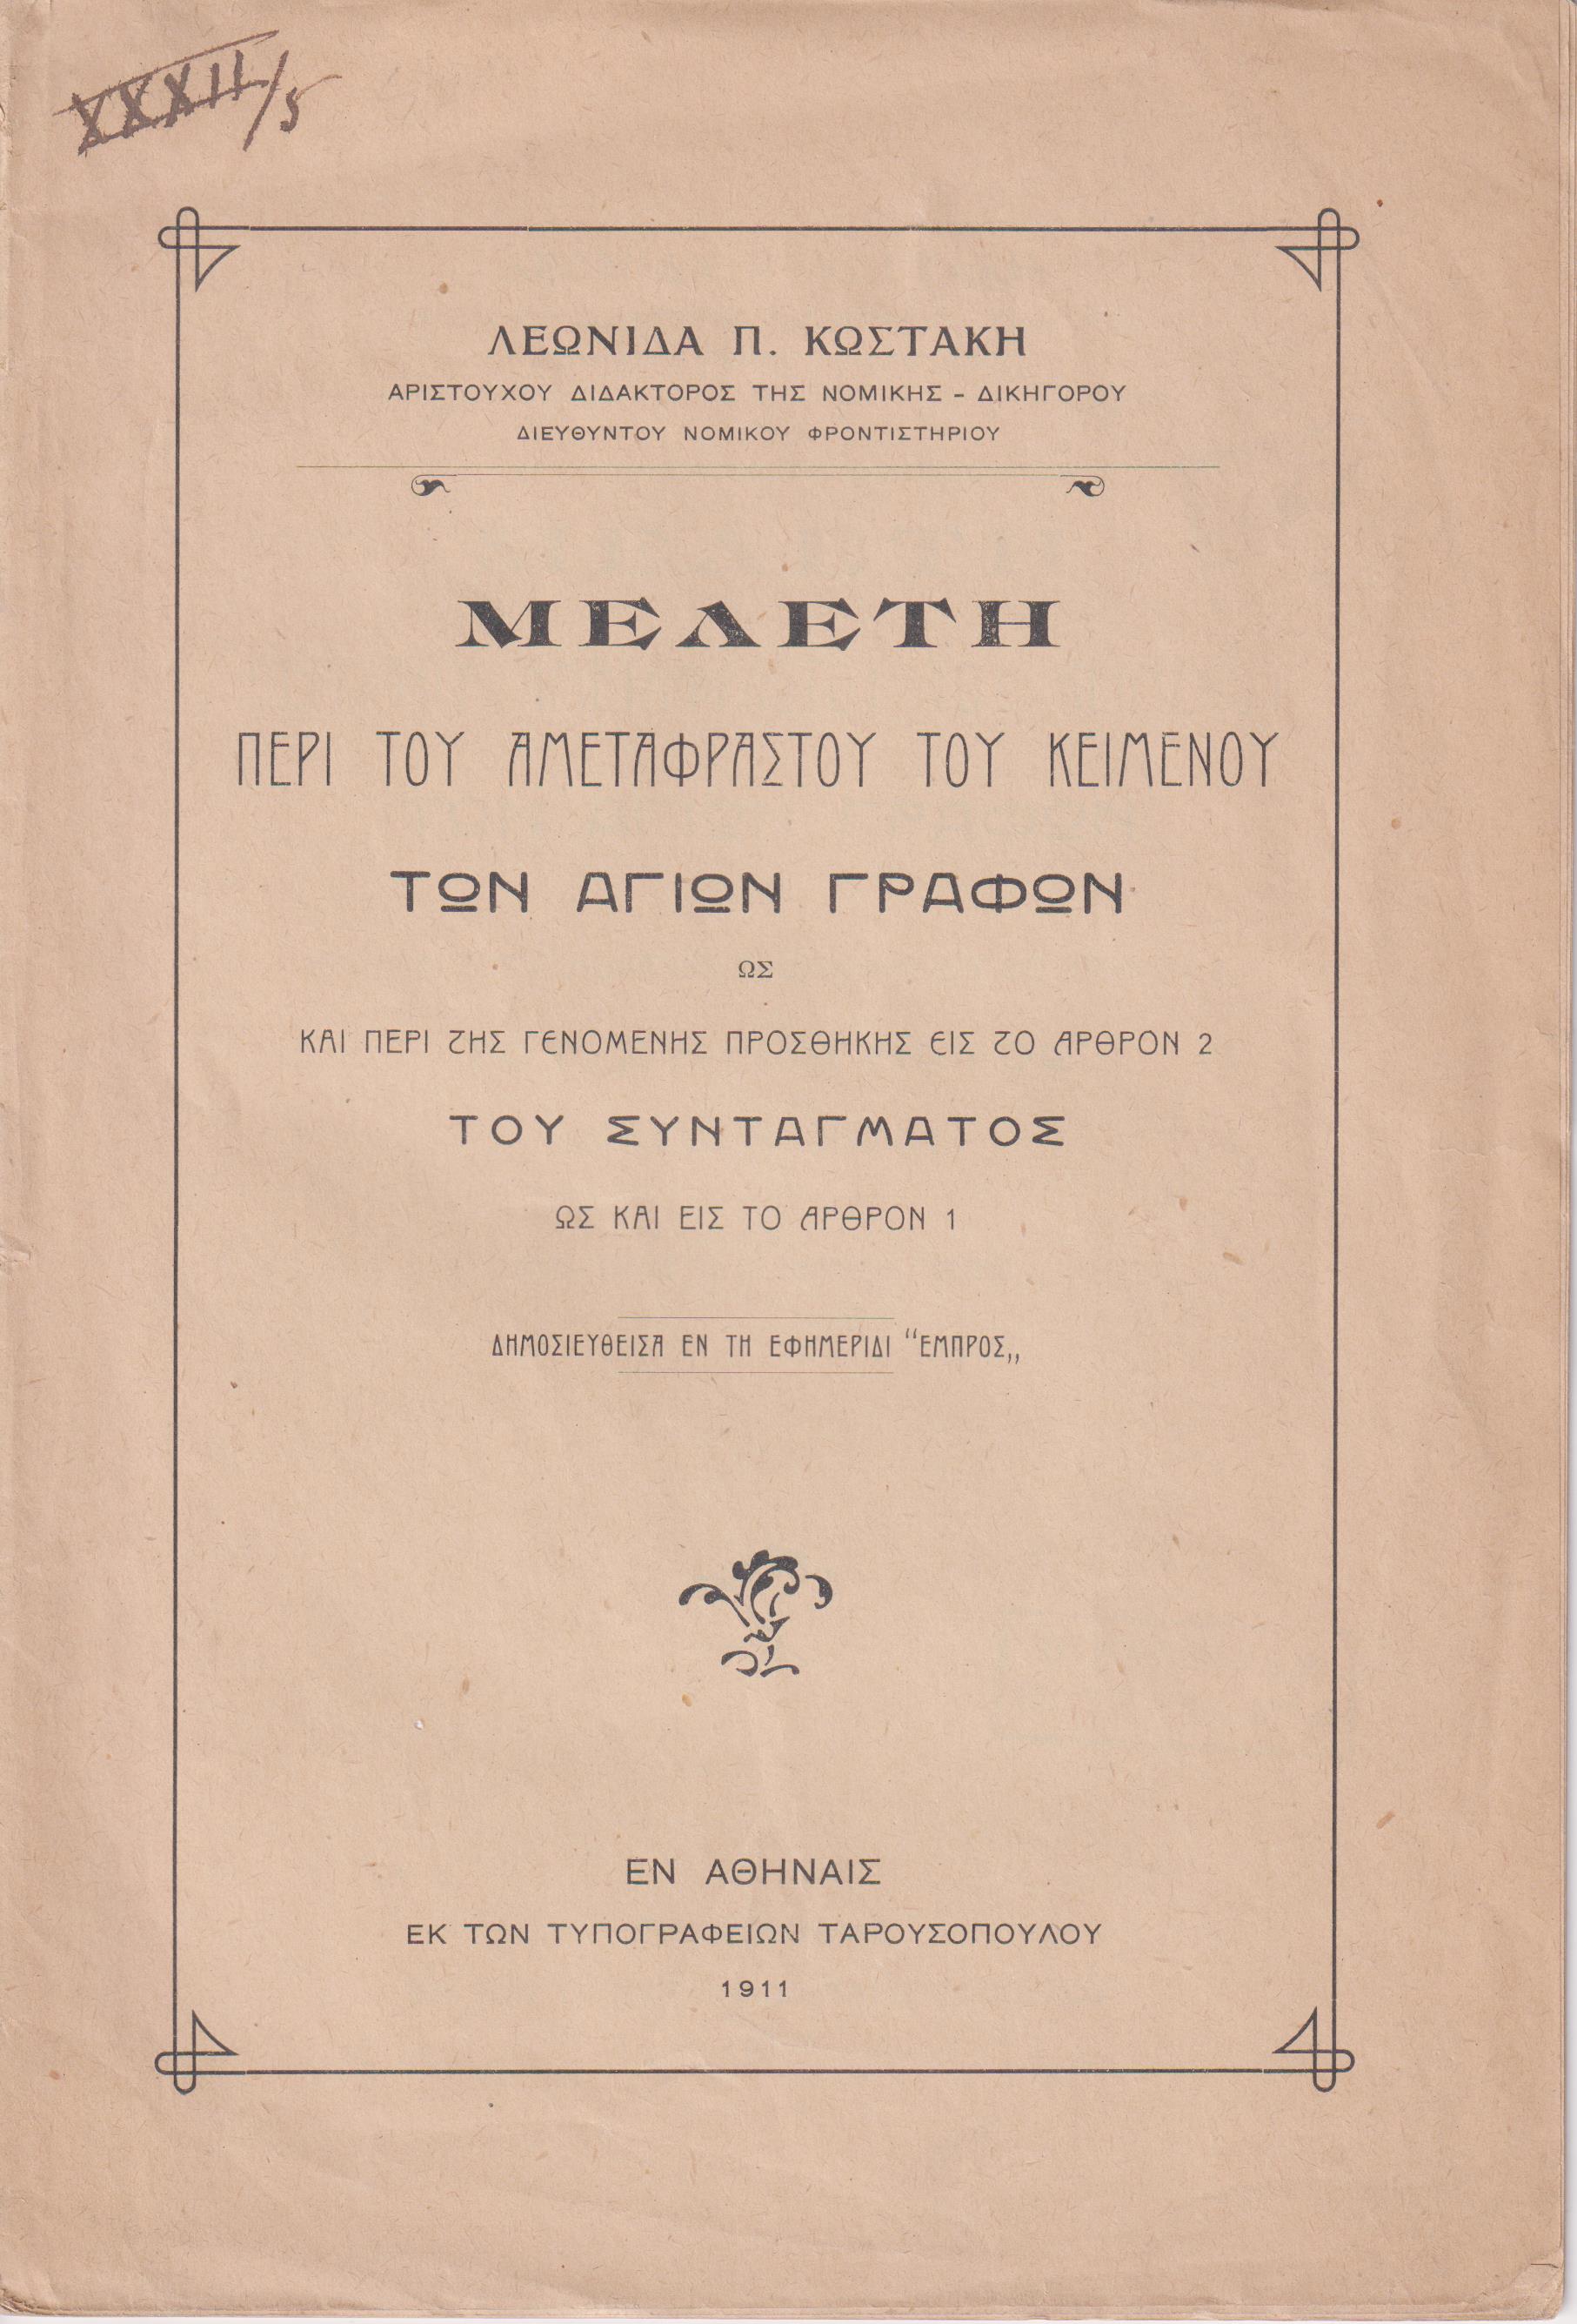 XXXII/5
ΛΕΩΝΙΔΑ Π. ΚΩΣΤΑΚΗ
ΑΡΙΣΤΟΥΧΟΥ ΔΙΔΑΚΤΟΡΟΣ ΤΗΣ ΝΟΜΙΚΗΣ - ΔΙΚΗΓΟΡΟΥ
ΔΙΕΥΘΥΝΤΟΥ ΝΟΜΙΚΟΥ ΦΡΟΝΤΙΣΤΗΡΙΟΥ
ΜΕΛΕΤΗ
ΠΕΡΙ ΤΟΥ ΑΜΕΤΑΦΡΑΣΤΟΥ ΤΟΥ ΚΕΙΜΕΝΟΥ
ΤΩΝ ΑΓΙΩΝ ΓΡΑΦΩΝ
ΩΣ
ΚΑΙ ΠΕΡΙ ΤΗΣ ΓΕΝΟΜΕΝΗΣ ΠΡΟΣΘΗΚΗΣ ΕΙΣ ΤΟ ΑΡΘΡΟΝ 2
ΤΟΥ ΣΥΝΤΑΓΜΑΤΟΣ
ΩΣ ΚΑΙ ΕΙΣ ΤΟ ΑΡΘΡΟΝ 1
ΔΗΜΟΣΙΕΥΘΕΙΣΑ ΕΝ ΤΗ ΕΦΗΜΕΡΙΔΙ “ΕΜΠΡΟΣ„
ΕΝ ΑΘΗΝΑΙΣ
ΕΚ ΤΩΝ ΤΥΠΟΓΡΑΦΕΙΩΝ ΤΑΡΟΥΣΟΠΟΥΛΟΥ
1911